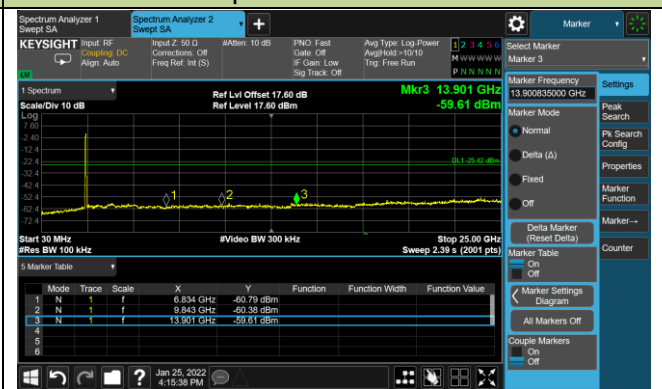 Spectrum Analyzer 1
Swept SA
Spectrum Analyzer 2
Swept SA
Marker
KEYSIGHT
Input: RF
Coupling: DC
Align: Auto
Input Z: 50 Ω
Corrections: Off
Freq Ref: Int (S)
#Atten: 10 dB
PNO: Fast
Gate: Off
IF Gain: Low
Sig Track: Off
Avg Type: Log-Power
Avg|Hold:>10/10
Trig: Free Run
1 2 3 4 5 6
M W W W W W
P N N N N N
Select Marker
Marker 3
1 Spectrum
Scale/Div 10 dB
Log
Ref Lvl Offset 17.60 dB
Ref Level 17.60 dBm
Mkr3 13.901 GHz
-59.61 dBm
7.60
-2.40
-12.4
-22.4
-32.4
-42.4
-52.4
-62.4
-72.4
DL1 -25.42 dBm
1
2
3
Start 30 MHz
#Res BW 100 kHz
#Video BW 300 kHz
Stop 25.00 GHz
Sweep 2.39 s (2001 pts)
5 Marker Table
Mode Trace Scale X Y Function Function Width Function Value
1 N 1 f 6.834 GHz -60.79 dBm
2 N 1 f 9.843 GHz -60.38 dBm
3 N 1 f 13.901 GHz -59.61 dBm
4
5
6
Jan 25, 2022
4:15:38 PM
Marker Frequency
13.900835000 GHz
Marker Mode
Normal
Delta (Δ)
Fixed
Off
Delta Marker
(Reset Delta)
Marker Table
On
Off
Marker Settings
Diagram
All Markers Off
Couple Markers
On
Off
Settings
Peak
Search
Pk Search
Config
Properties
Marker
Function
Marker→
Counter